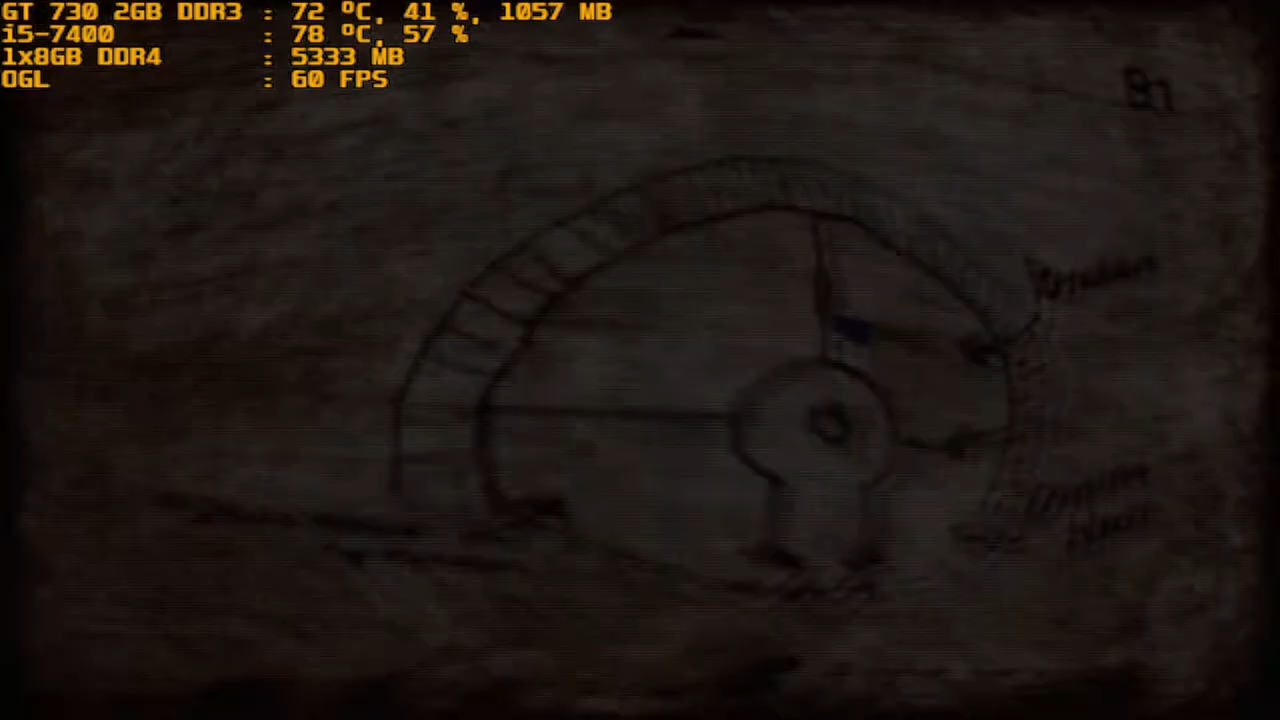 GT 730 2GB DDR3 : 72 ºC, 41 %, 1057 MB
i5-7400 : 78 ºC, 57 %
1x8GB DDR4 : 5333 MB
OGL : 60 FPS